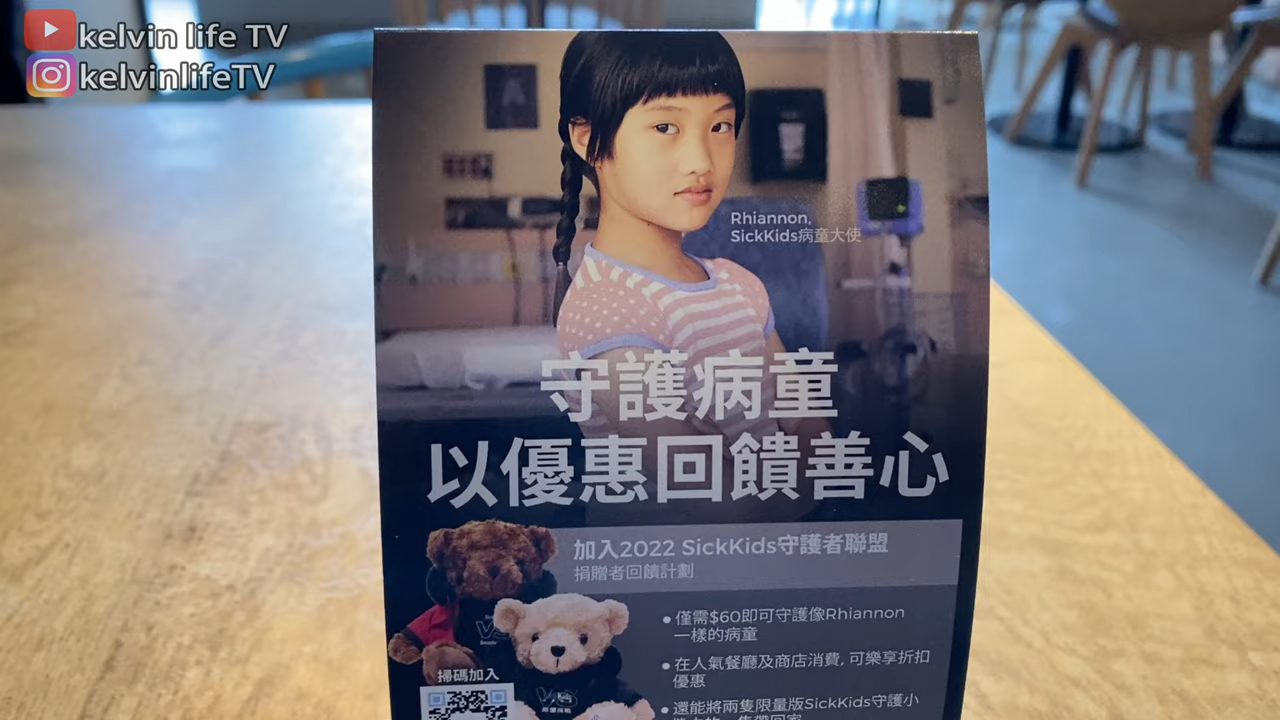 kelvin life TV
kelvinlifeTV
Rhiannon,
SickKids病童大使
守護病童
以優惠回饋善心
加入2022 SickKids守護者聯盟
捐贈者回饋計劃
僅需$60即可守護像Rhiannon
一樣的病童
在人氣餐廳及商店消費, 可樂享折扣
優惠
還能將兩隻限量版SickKids守護小
掃碼加入
VS